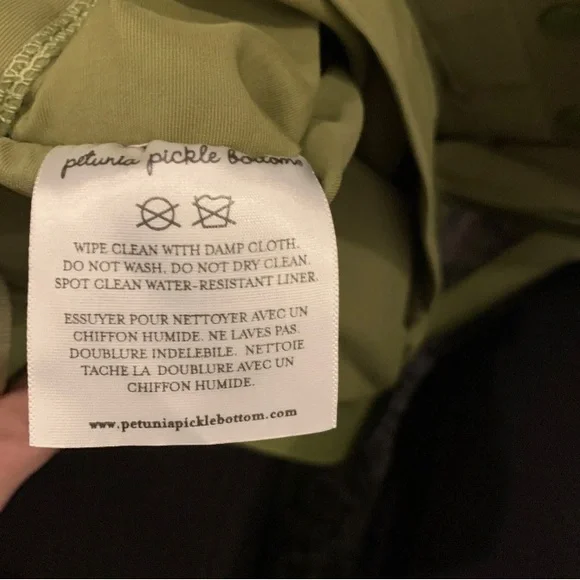 petunia pickle bottom
WIPE CLEAN WITH DAMP CLOTH.
DO NOT WASH. DO NOT DRY CLEAN.
SPOT CLEAN WATER-RESISTANT LINER.
ESSUYER POUR NETTOYER AVEC UN
CHIFFON HUMIDE. NE LAVES PAS.
DOUBLURE INDELEBILE. NETTOIE
TACHE LA DOUBLURE AVEC UN
CHIFFON HUMIDE.
www.petuniapicklebottom.com